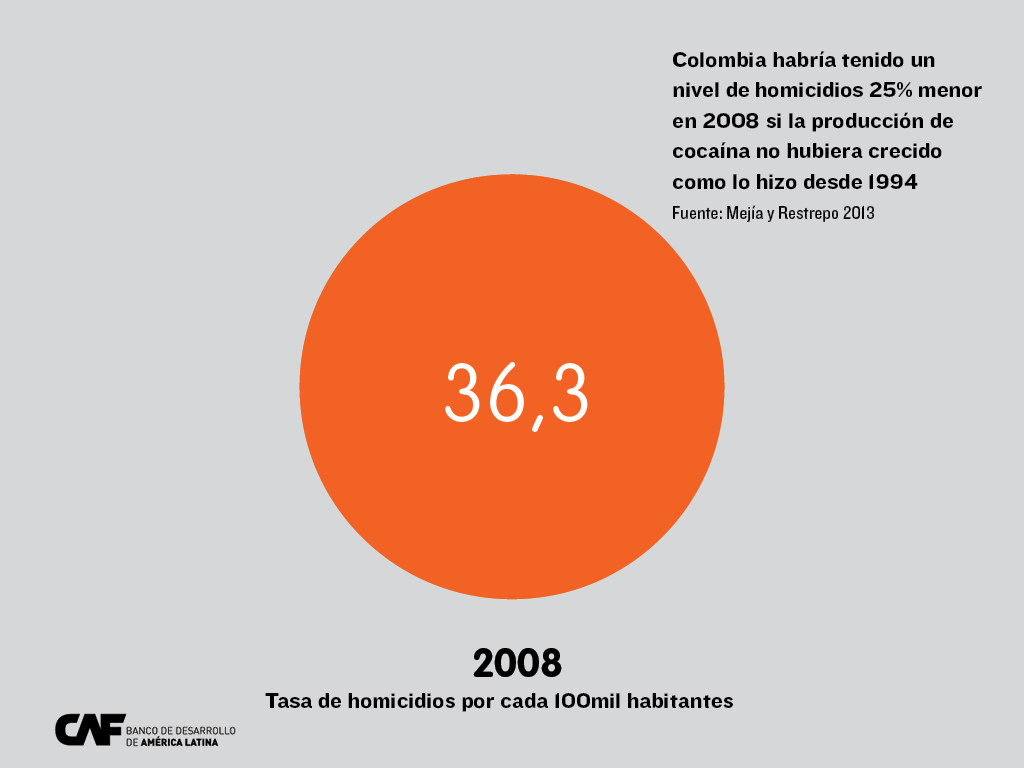 Colombia habría tenido un
nivel de homicidios 25% menor
en 2008 si la producción de
cocaína no hubiera crecido
como lo hizo desde 1994
Fuente: Mejía y Restrepo 2013
36,3
2008
Tasa de homicidios por cada 100mil habitantes
CAF BANCO DE DESARROLLO
DE AMÉRICA LATINA